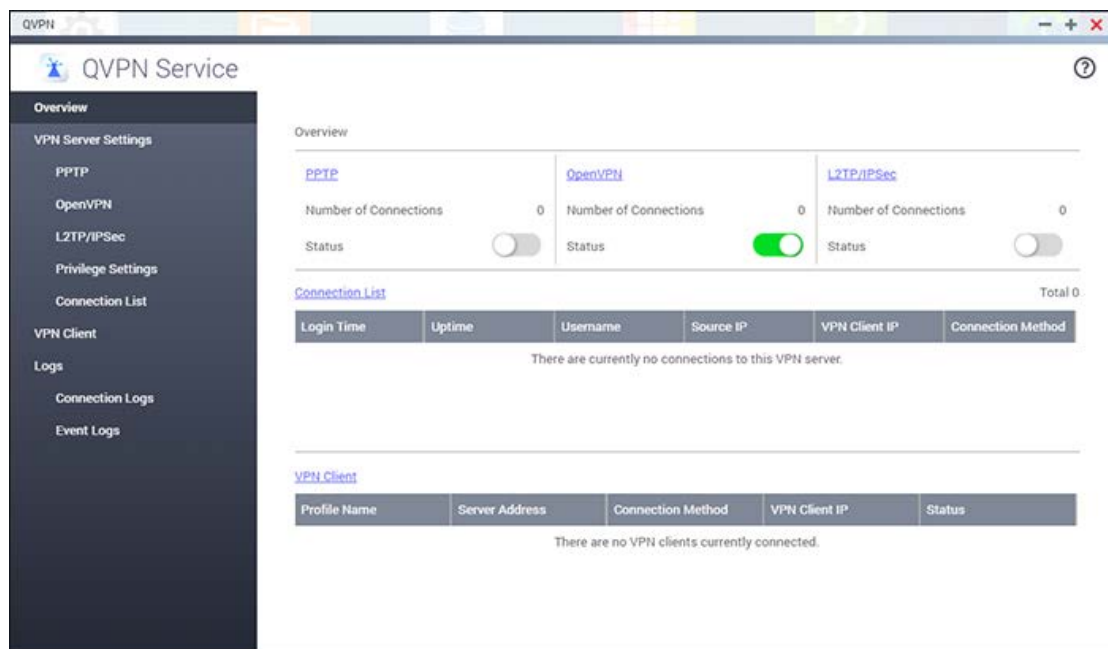 QVPN
QVPN Service
Overview
VPN Server Settings
PPTP
OpenVPN
L2TP/IPSec
Privilege Settings
Connection List
VPN Client
Logs
Connection Logs
Event Logs
Overview
PPTP OpenVPN L2TP/IPSec
Number of Connections 0 Number of Connections 0 Number of Connections 0
Status Status Status
Connection List Total 0
Login Time Uptime Username Source IP VPN Client IP Connection Method
There are currently no connections to this VPN server.
VPN Client
Profile Name Server Address Connection Method VPN Client IP Status
There are no VPN clients currently connected.